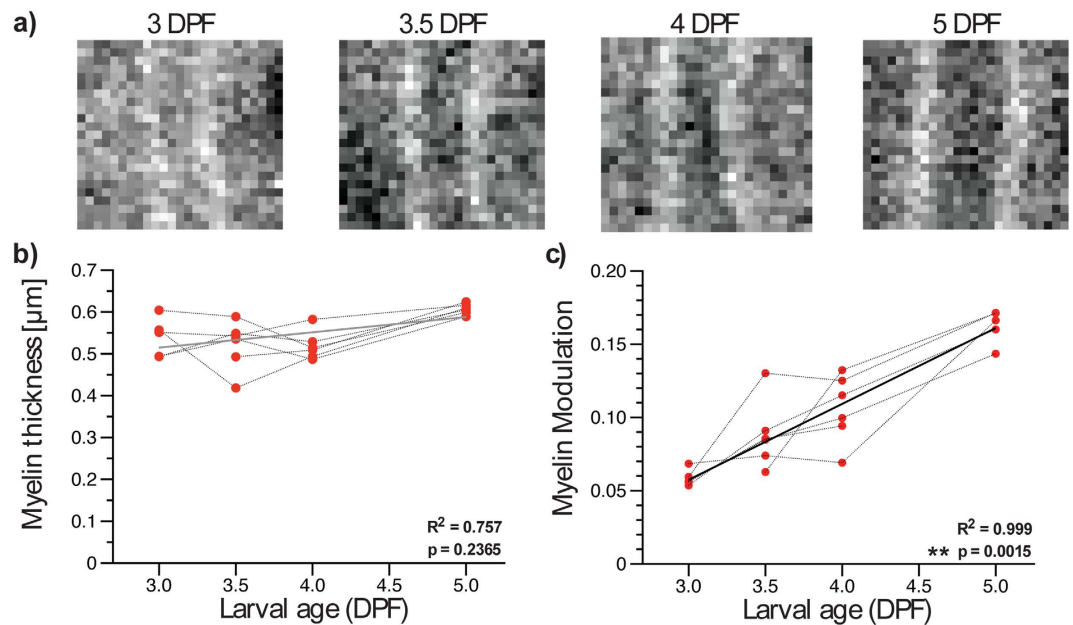 a)
3 DPF
3.5 DPF
4 DPF
5 DPF
b)
Myelin thickness [µm]
0.7
0.6
0.5
0.4
0.3
0.2
0.1
0
R² = 0.757
p = 0.2365
3.0
3.5
4.0
4.5
5.0
Larval age (DPF)
c)
Myelin Modulation
0.20
0.15
0.10
0.05
0
R² = 0.999
** p = 0.0015
3.0
3.5
4.0
4.5
5.0
Larval age (DPF)